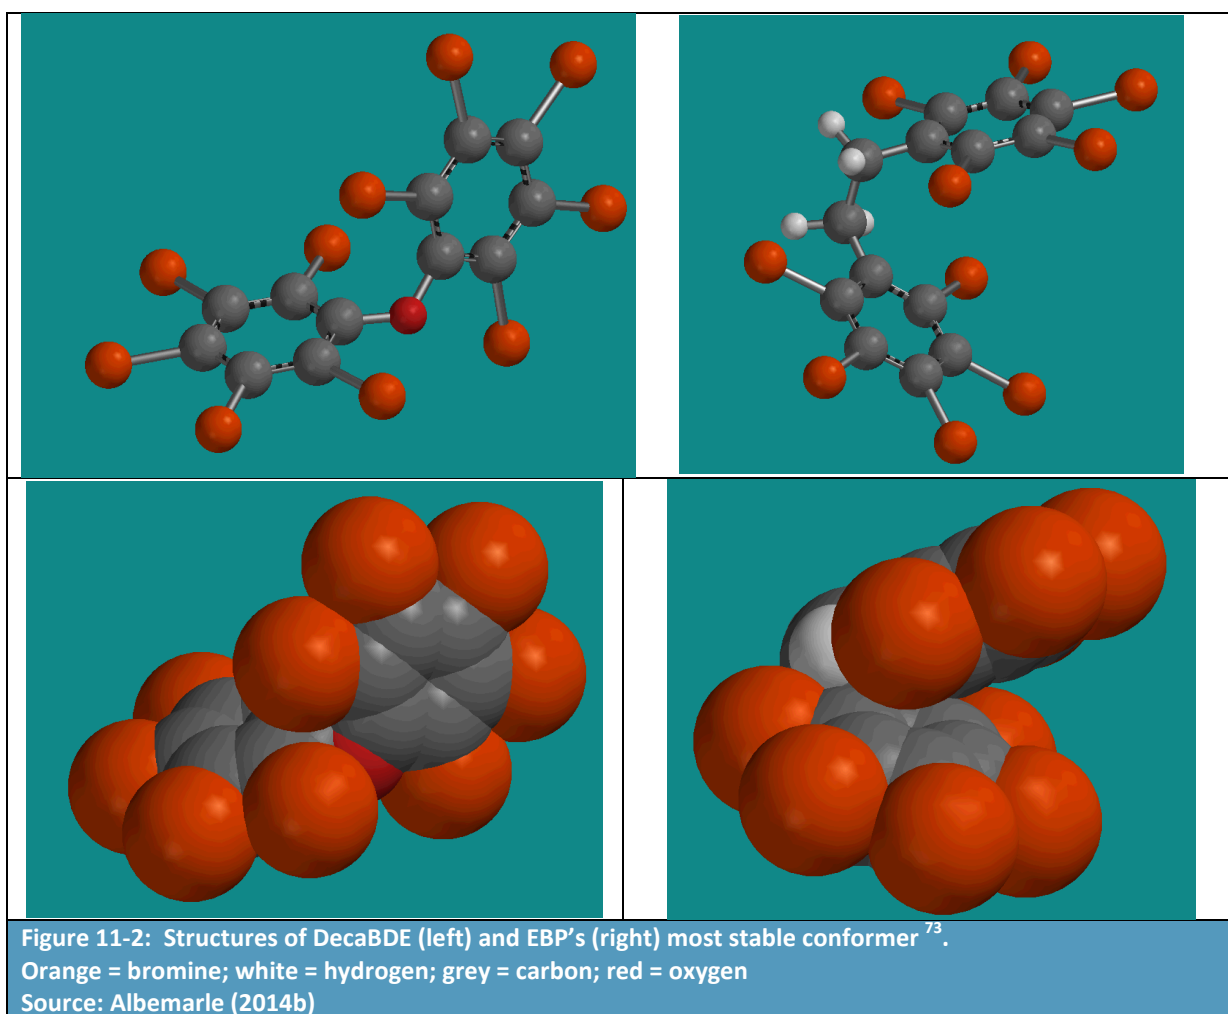 Figure 11-2:  Structures of DecaBDE (left) and EBP's (right) most stable conformer 73.
Orange = bromine; white = hydrogen; grey = carbon; red = oxygen
Source: Albemarle (2014b)